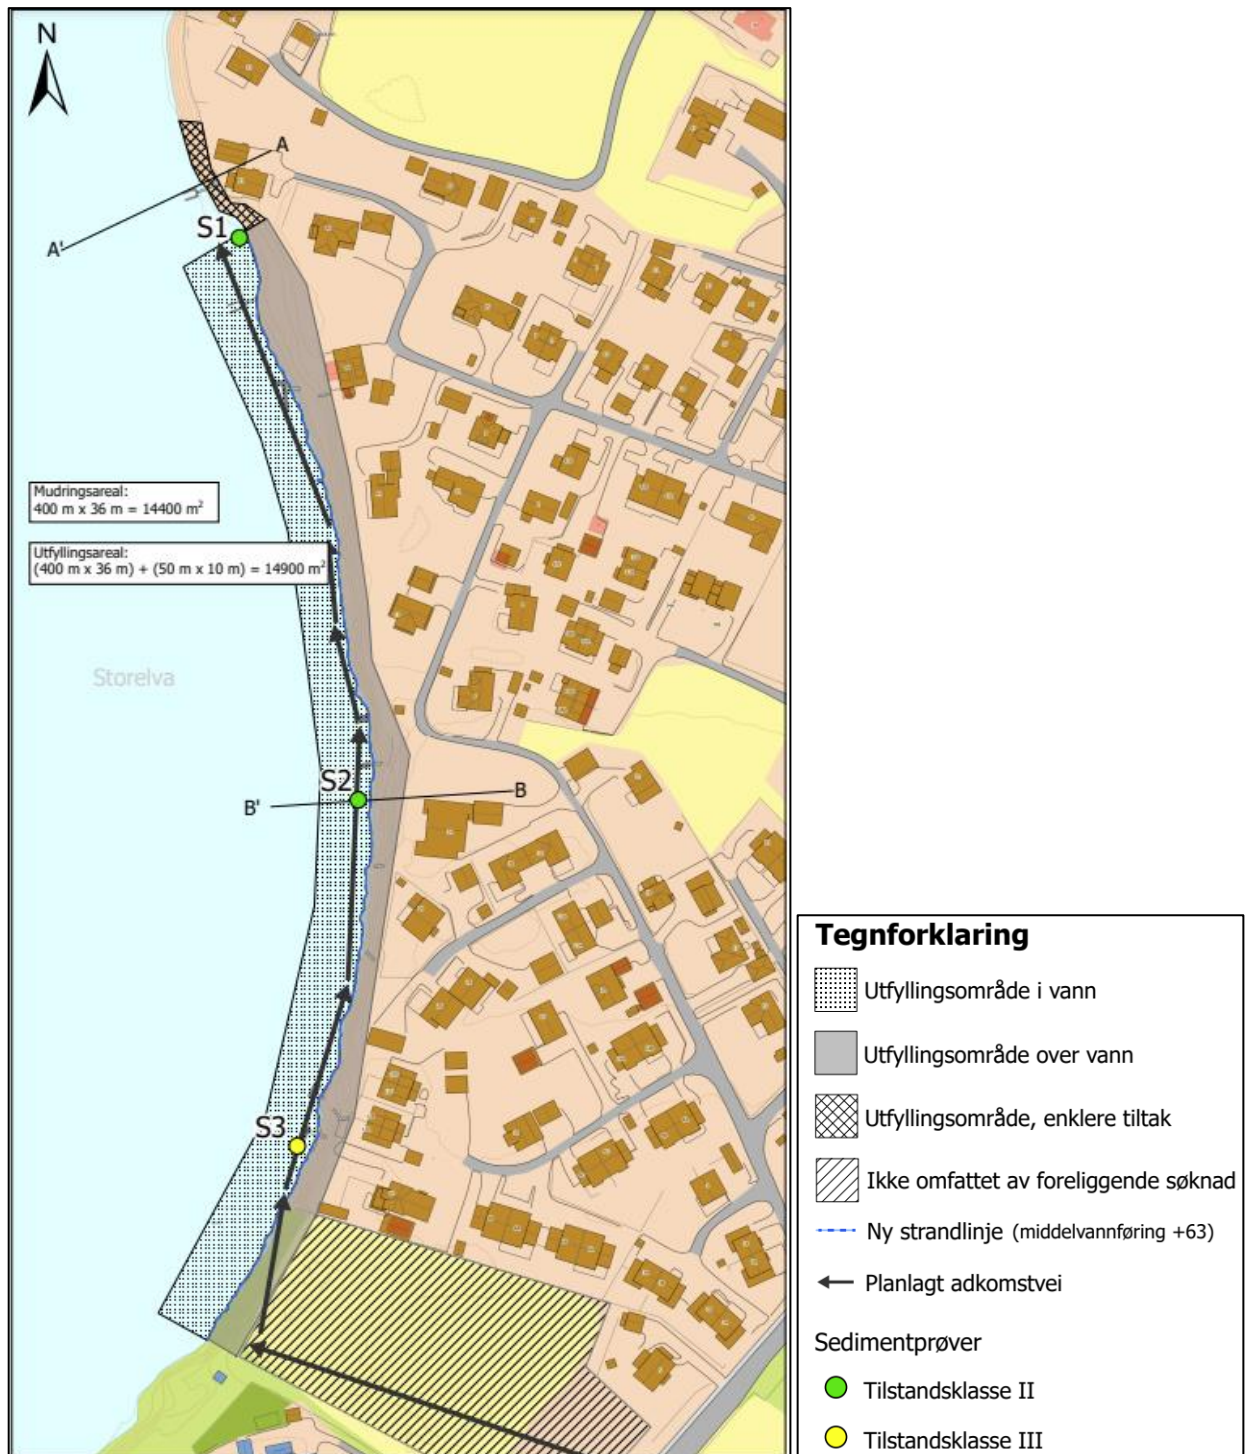 N
A
S1
A'
Mudringsareal:
400 m x 36 m = 14400 m²
Utfyllingsareal:
(400 m x 36 m) + (50 m x 10 m) = 14900 m²
Storelva
S2
B
B'
S3
Tegnforklaring
Utfyllingsområde i vann
Utfyllingsområde over vann
Utfyllingsområde, enklere tiltak
Ikke omfattet av foreliggende søknad
Ny strandlinje (middelvannføring +63)
Planlagt adkomstvei
Sedimentprøver
Tilstandsklasse II
Tilstandsklasse III